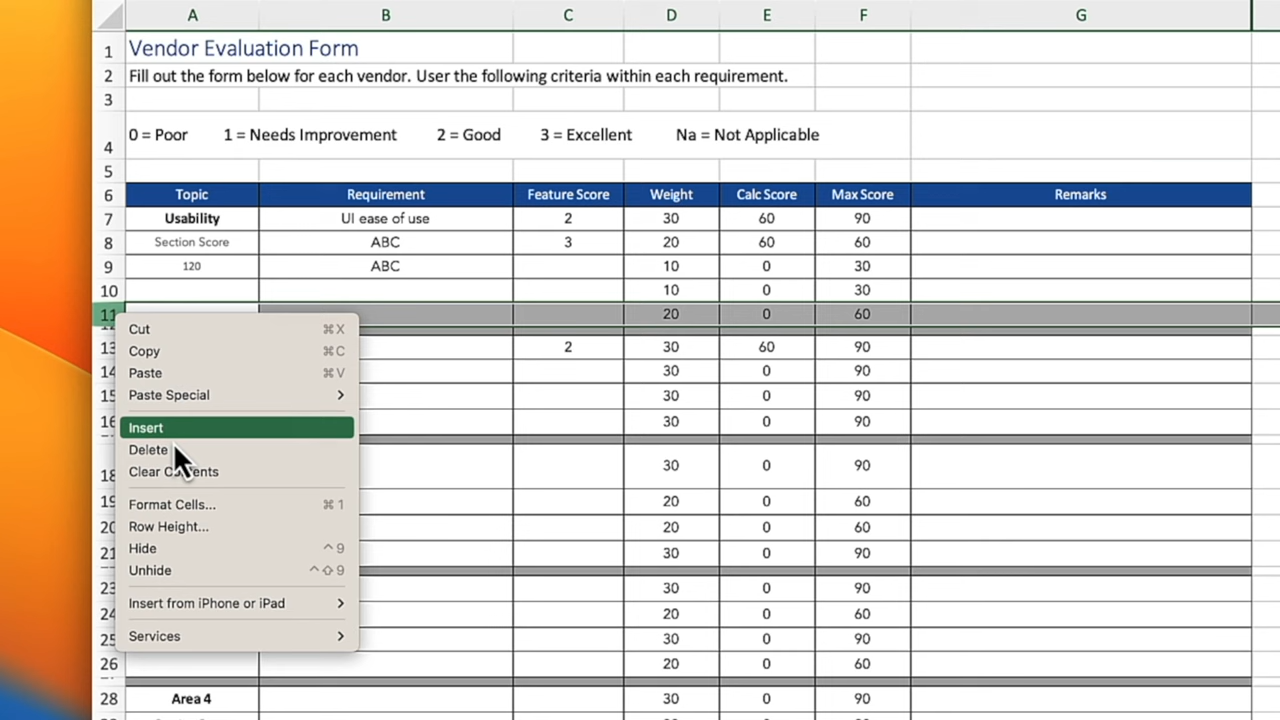 A B C D E F G
1 Vendor Evaluation Form
2 Fill out the form below for each vendor. User the following criteria within each requirement.
3
4 0 = Poor 1 = Needs Improvement 2 = Good 3 = Excellent Na = Not Applicable
5
6 Topic Requirement Feature Score Weight Calc Score Max Score Remarks
7 Usability UI ease of use 2 30 60 90
8 Section Score ABC 3 20 60 60
9 120 ABC 10 0 30
10 10 0 30
11 20 0 60
13 2 30 60 90
14 30 0 90
15 30 0 90
16 30 0 90
18 30 0 90
19 20 0 60
20 20 0 60
21 30 0 90
23 30 0 90
24 20 0 60
25 30 0 90
26 20 0 60
28 Area 4 30 0 90
Cut ⌘X
Copy ⌘C
Paste ⌘V
Paste Special >
Insert
Delete
Clear Contents
Format Cells... ⌘1
Row Height...
Hide ^9
Unhide ^⇧9
Insert from iPhone or iPad >
Services >